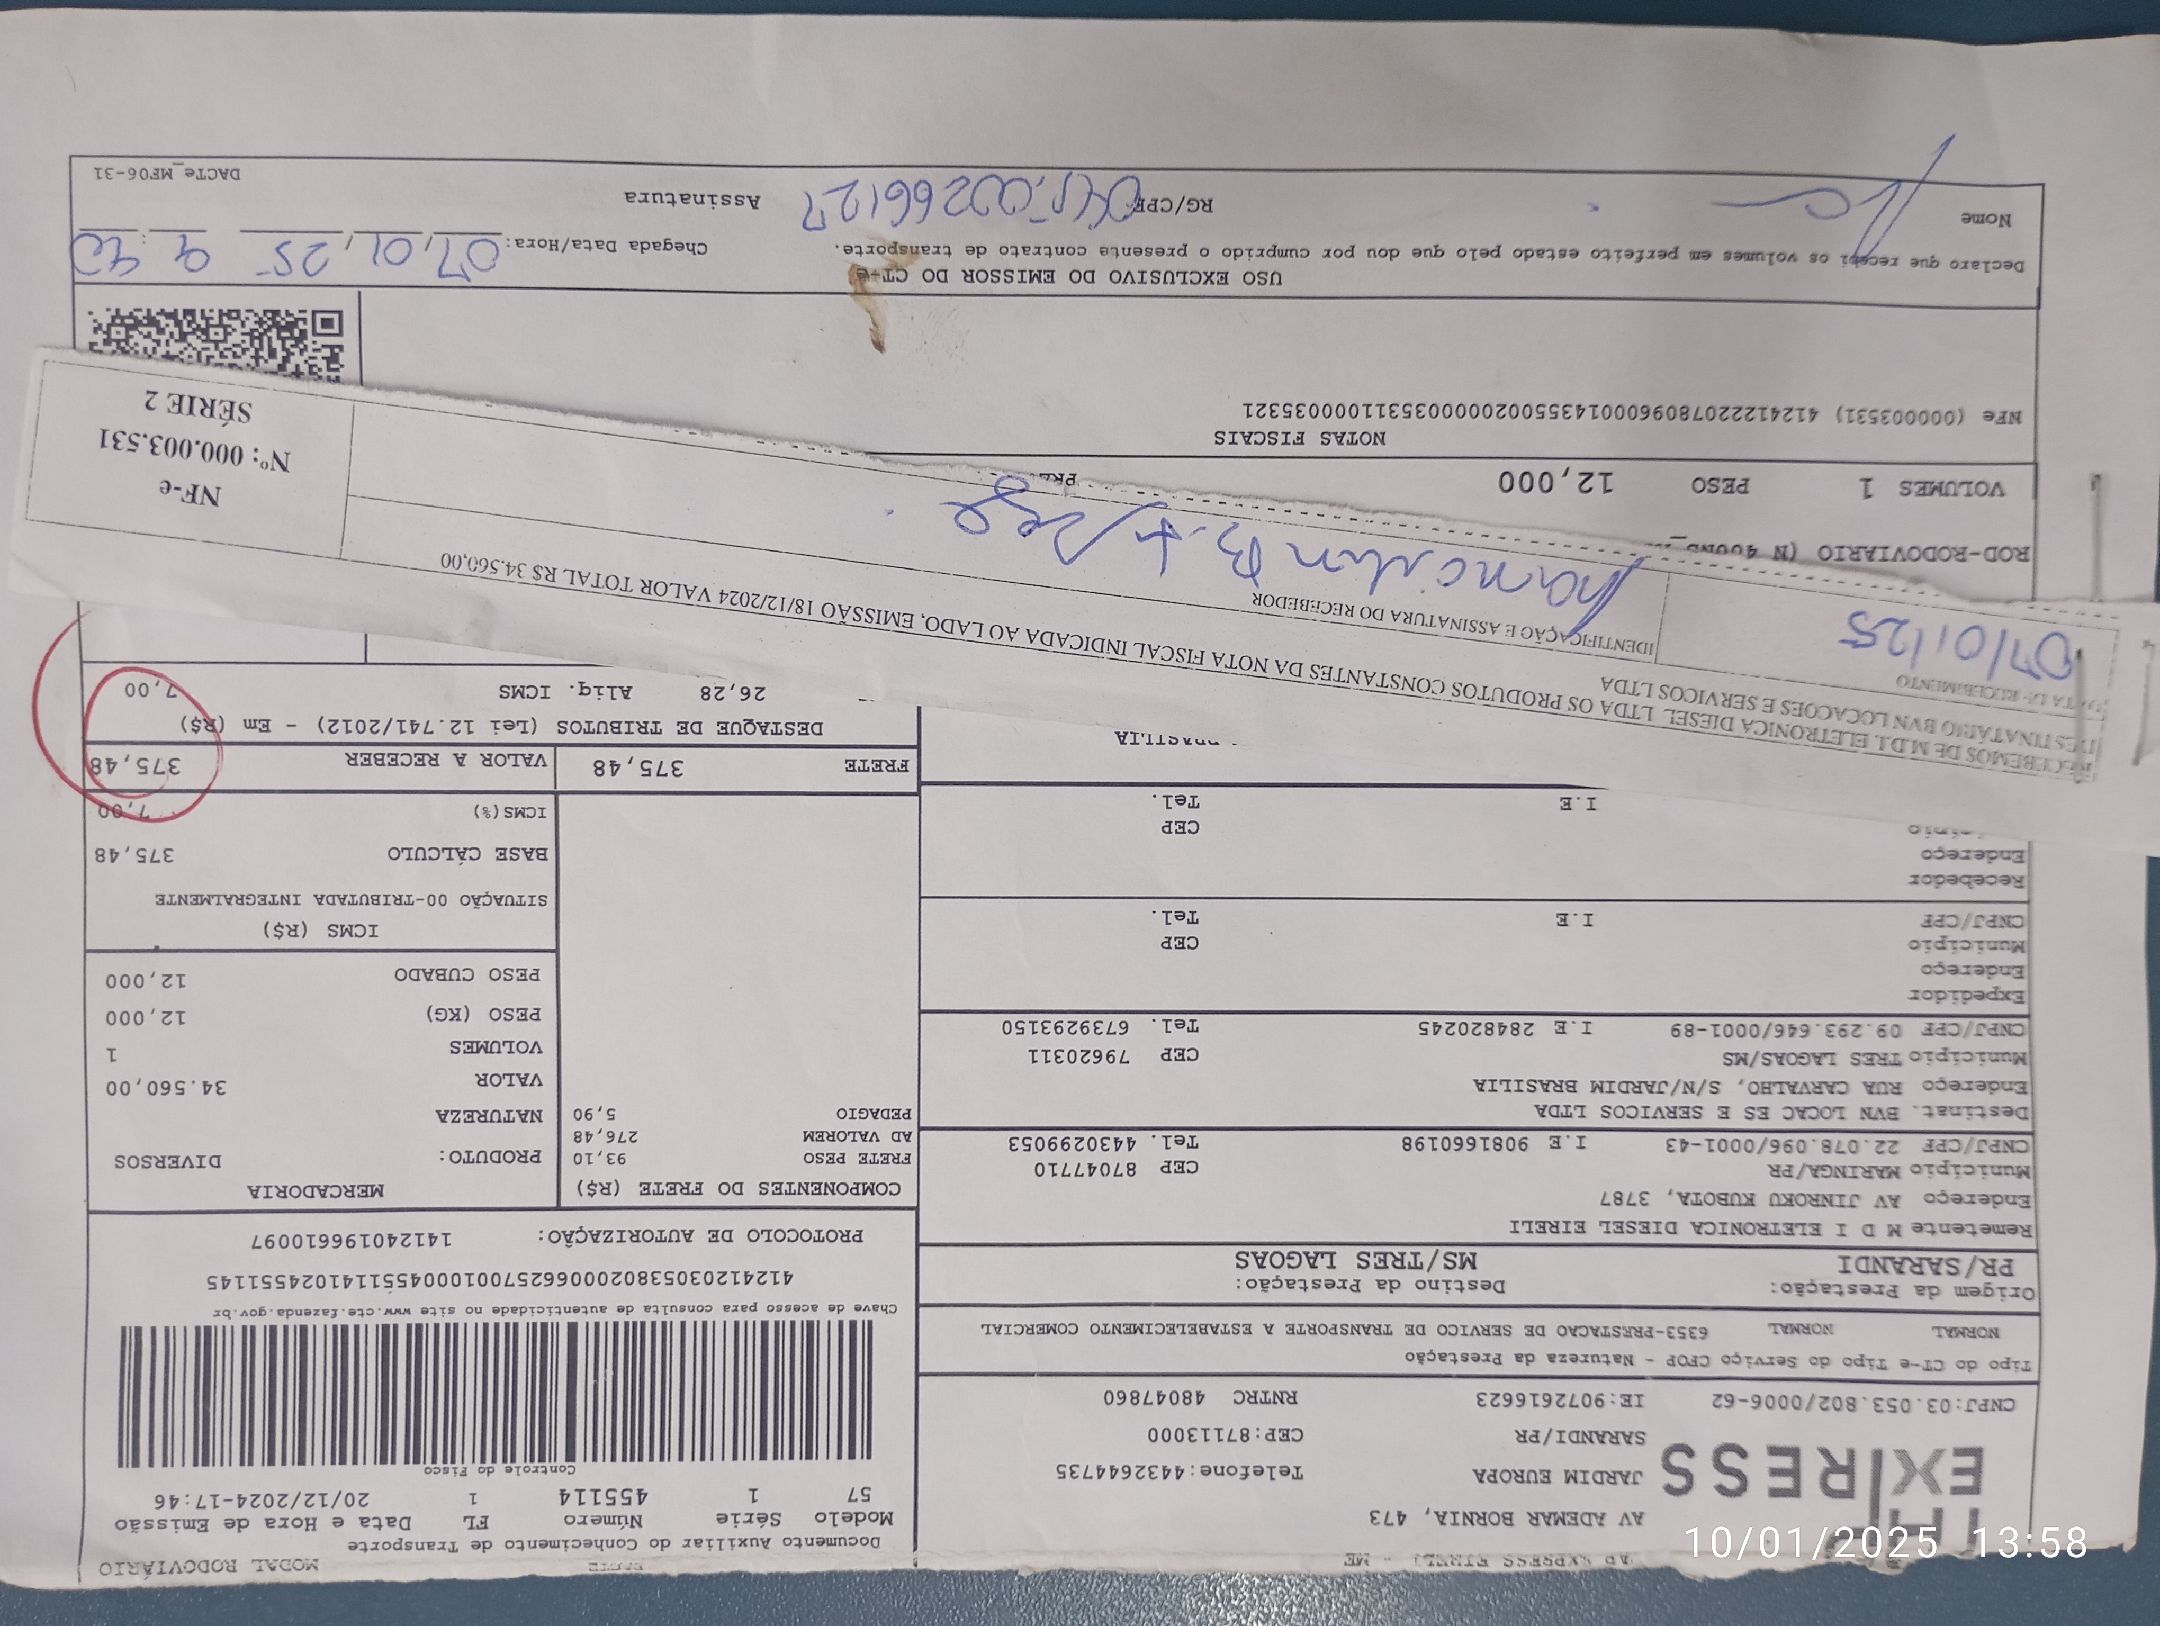 MODAL RODOVIÁRIO
Documento Auxiliar do Conhecimento de Transporte
Modelo Série Número FL Data e Hora de Emissão
57 1 455114 1 20/12/2024-17:46
Controle do Fisco
Chave de acesso para consulta de autenticidade no site www.cte.fazenda.gov.br
41241203053802000662570010004551141024551145
PROTOCOLO DE AUTORIZAÇÃO: 141240196610097
EXPRESS
AV ADEMAR BORNIA, 473
JARDIM EUROPA Telefone:4432644735
SARANDI/PR CEP:87113000
CNPJ:03.053.802/0006-62 IE:9072616623 RNTRC 48047860
Tipo do CT-e Tipo do Serviço CFOP - Natureza da Prestação
NORMAL NORMAL 6353-PRESTACAO DE SERVICO DE TRANSPORTE A ESTABELECIMENTO COMERCIAL
Origem da Prestação: Destino da Prestação:
PR/SARANDI MS/TRES LAGOAS
Remetente M D I ELETRONICA DIESEL EIRELI
Endereço AV JINROKU KUBOTA, 3787
Município MARINGA/PR CEP 87047710
CNPJ/CPF 22.078.096/0001-43 I.E 9081660198 Tel. 4430299053
Destinat. BVN LOCAC ES E SERVICOS LTDA
Endereço RUA CARVALHO, S/N/JARDIM BRASILIA
Município TRES LAGOAS/MS CEP 79620311
CNPJ/CPF 09.293.646/0001-89 I.E 284820245 Tel. 6739293150
Expedidor
Endereço
Município CEP
CNPJ/CPF I.E Tel.
Recebedor
Endereço
CEP
I.E Tel.
COMPONENTES DO FRETE (R$)
FRETE PESO 93,10
AD VALOREM 276,48
PEDAGIO 5,90
MERCADORIA
PRODUTO: DIVERSOS
NATUREZA
VALOR 34.560,00
VOLUMES 1
PESO (KG) 12,000
PESO CUBADO 12,000
ICMS (R$)
SITUAÇÃO 00-TRIBUTADA INTEGRALMENTE
BASE CÁLCULO 375,48
ICMS(%) 7,00
FRETE 375,48 VALOR A RECEBER 375,48
DESTAQUE DE TRIBUTOS (Lei 12.741/2012) - Em (R$)
26,28 Aliq. ICMS 7,00
RECEBEMOS DE M.D.I. ELETRONICA DIESEL LTDA OS PRODUTOS CONSTANTES DA NOTA FISCAL INDICADA AO LADO, EMISSÃO 18/12/2024 VALOR TOTAL R$ 34.560,00
DESTINATÁRIO BVN LOCACOES E SERVICOS LTDA
DATA DE RECEBIMENTO IDENTIFICAÇÃO E ASSINATURA DO RECEBEDOR
07/01/25
NF-e
Nº: 000.003.531
SÉRIE 2
ROD-RODOVIÁRIO
VOLUMES 1 PESO 12,000
NOTAS FISCAIS
NFe (000003531) 41241222078096000143550020000035311000035321
USO EXCLUSIVO DO EMISSOR DO CT-e
Declaro que recebi os volumes em perfeito estado pelo que dou por cumprido o presente contrato de transporte.
Chegada Data/Hora: 07,01,25 9:40
Nome RG/CPF Assinatura
DACTe_MF06-31
10/01/2025 13:58